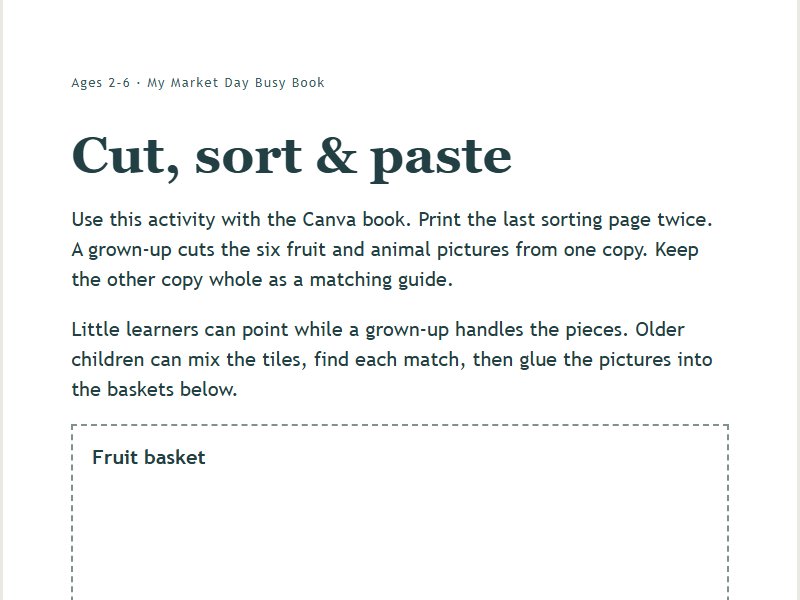 Ages 2–6 · My Market Day Busy Book
Cut, sort & paste
Use this activity with the Canva book. Print the last sorting page twice.
A grown-up cuts the six fruit and animal pictures from one copy. Keep
the other copy whole as a matching guide.
Little learners can point while a grown-up handles the pieces. Older
children can mix the tiles, find each match, then glue the pictures into
the baskets below.
Fruit basket